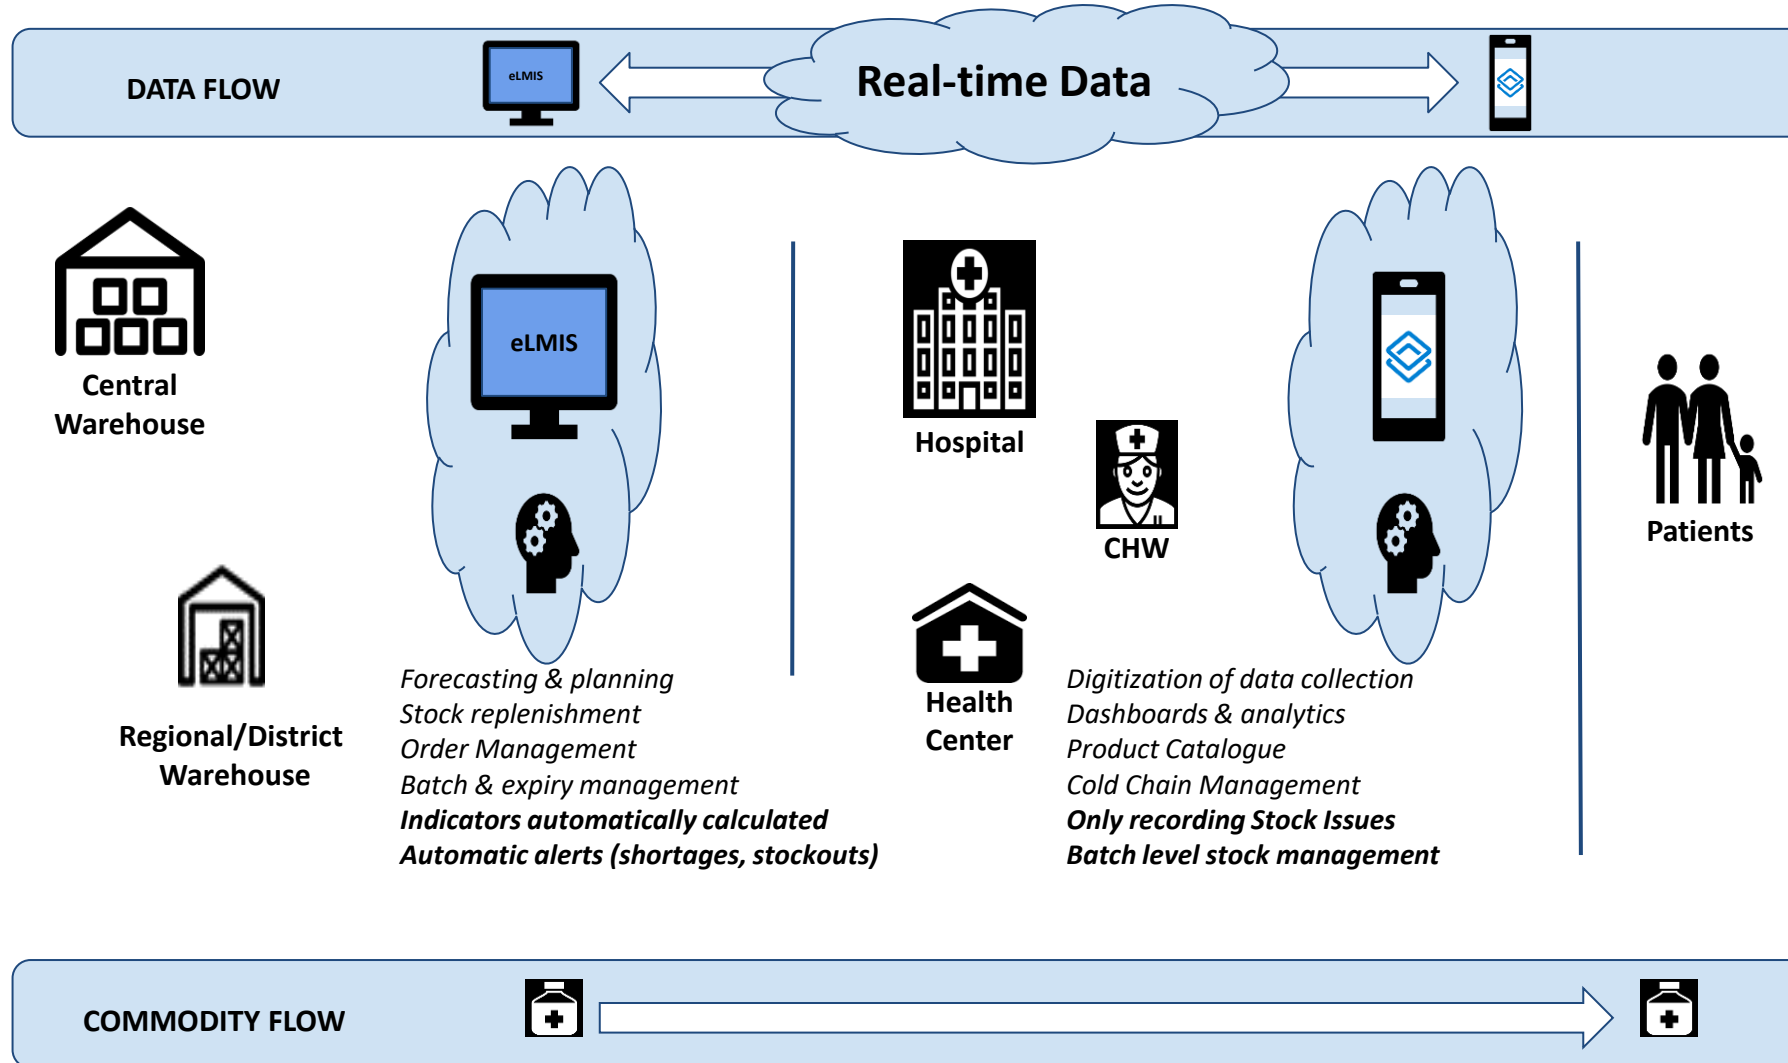 DATA FLOW
eLMIS
Real-time Data
Central
Warehouse
eLMIS
Hospital
CHW
Patients
Regional/District
Warehouse
Health
Center
Forecasting & planning
Stock replenishment
Order Management
Batch & expiry management
Indicators automatically calculated
Automatic alerts (shortages, stockouts)
Digitization of data collection
Dashboards & analytics
Product Catalogue
Cold Chain Management
Only recording Stock Issues
Batch level stock management
COMMODITY FLOW